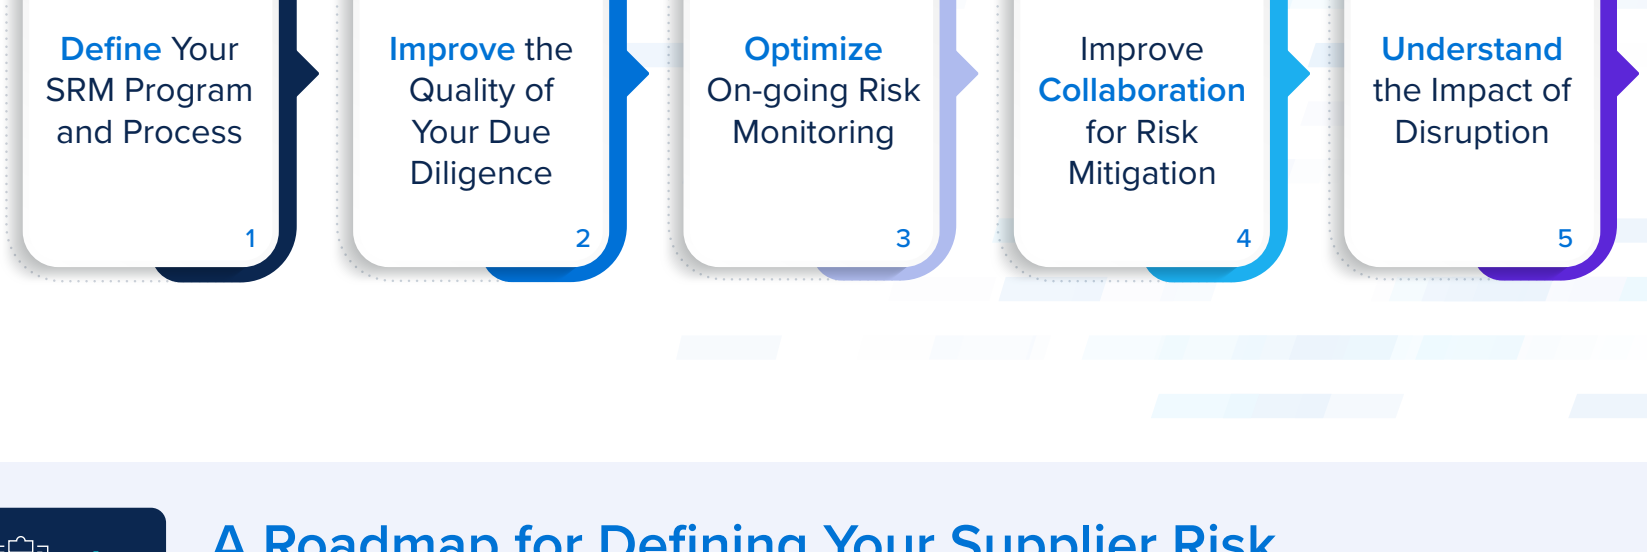 Define Your
SRM Program
and Process
1
Improve the
Quality of
Your Due
Diligence
2
Optimize
On-going Risk
Monitoring
3
Improve
Collaboration
for Risk
Mitigation
4
Understand
the Impact of
Disruption
5
A Roadmap for Defining Your Supplier Risk